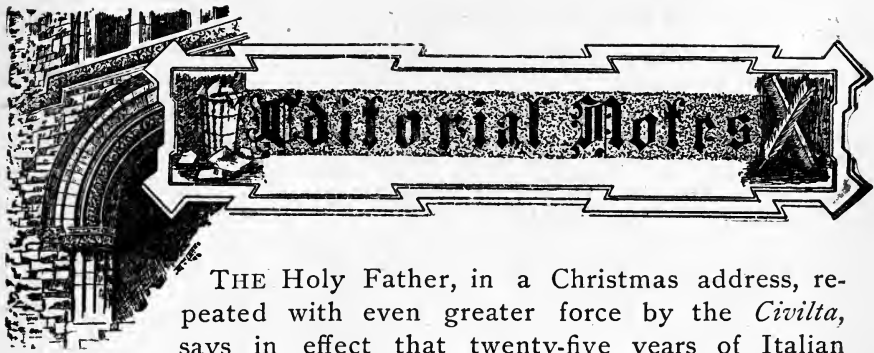 Editorial Notes
THE Holy Father, in a Christmas address, re-
peated with even greater force by the Civilta,
says in effect that twenty-five years of Italian